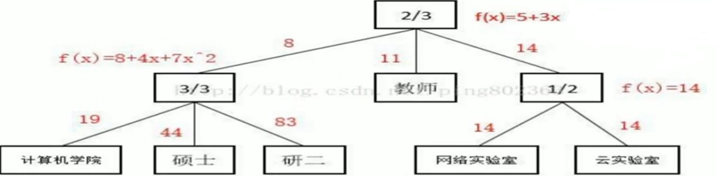 2/3 f(x)=5+3x
8 11 14
f(x)=8+4x+7x^2
3/3 教师 1/2 f(x)=14
19 44 83 14 14
计算机学院 硕士 研二 网络实验室 云实验室